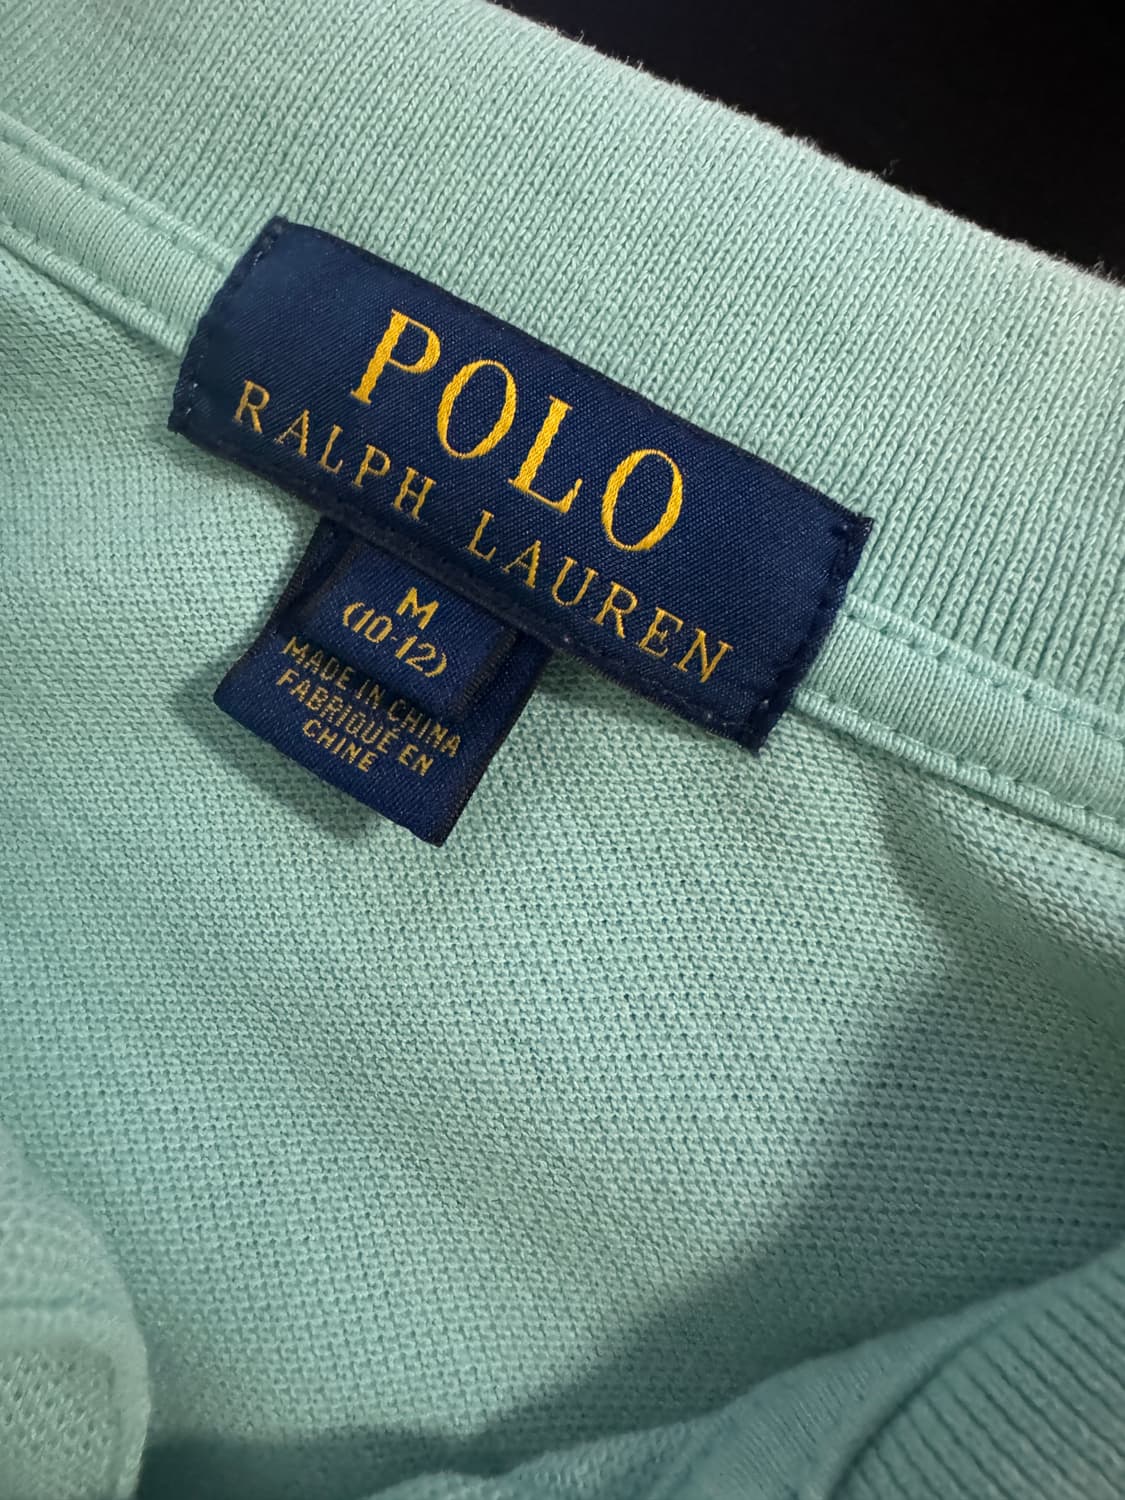 POLO
RALPH LAUREN
M
(10-12)
MADE IN CHINA
FABRIQUÉ EN
CHINE